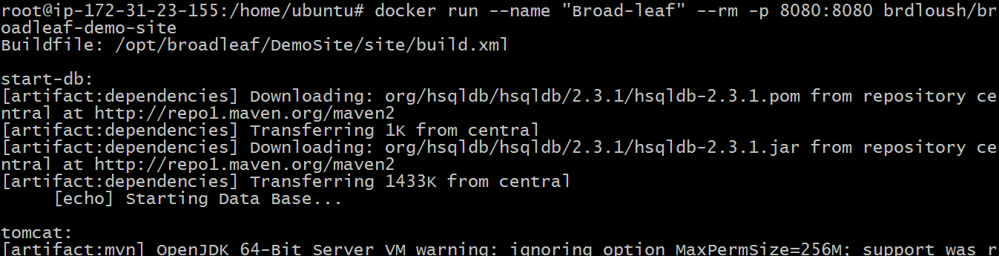 root@ip-172-31-23-155:/home/ubuntu# docker run --name "Broad-leaf" --rm -p 8080:8080 brdloush/br
oadleaf-demo-site
Buildfile: /opt/broadleaf/DemoSite/site/build.xml
start-db:
[artifact:dependencies] Downloading: org/hsqldb/hsqldb/2.3.1/hsqldb-2.3.1.pom from repository ce
ntral at http://repo1.maven.org/maven2
[artifact:dependencies] Transferring 1K from central
[artifact:dependencies] Downloading: org/hsqldb/hsqldb/2.3.1/hsqldb-2.3.1.jar from repository ce
ntral at http://repo1.maven.org/maven2
[artifact:dependencies] Transferring 1433K from central
[echo] Starting Data Base...
tomcat:
[artifact:mvn] OpenJDK 64-Bit Server VM warning: ignoring option MaxPermSize=256M; support was r